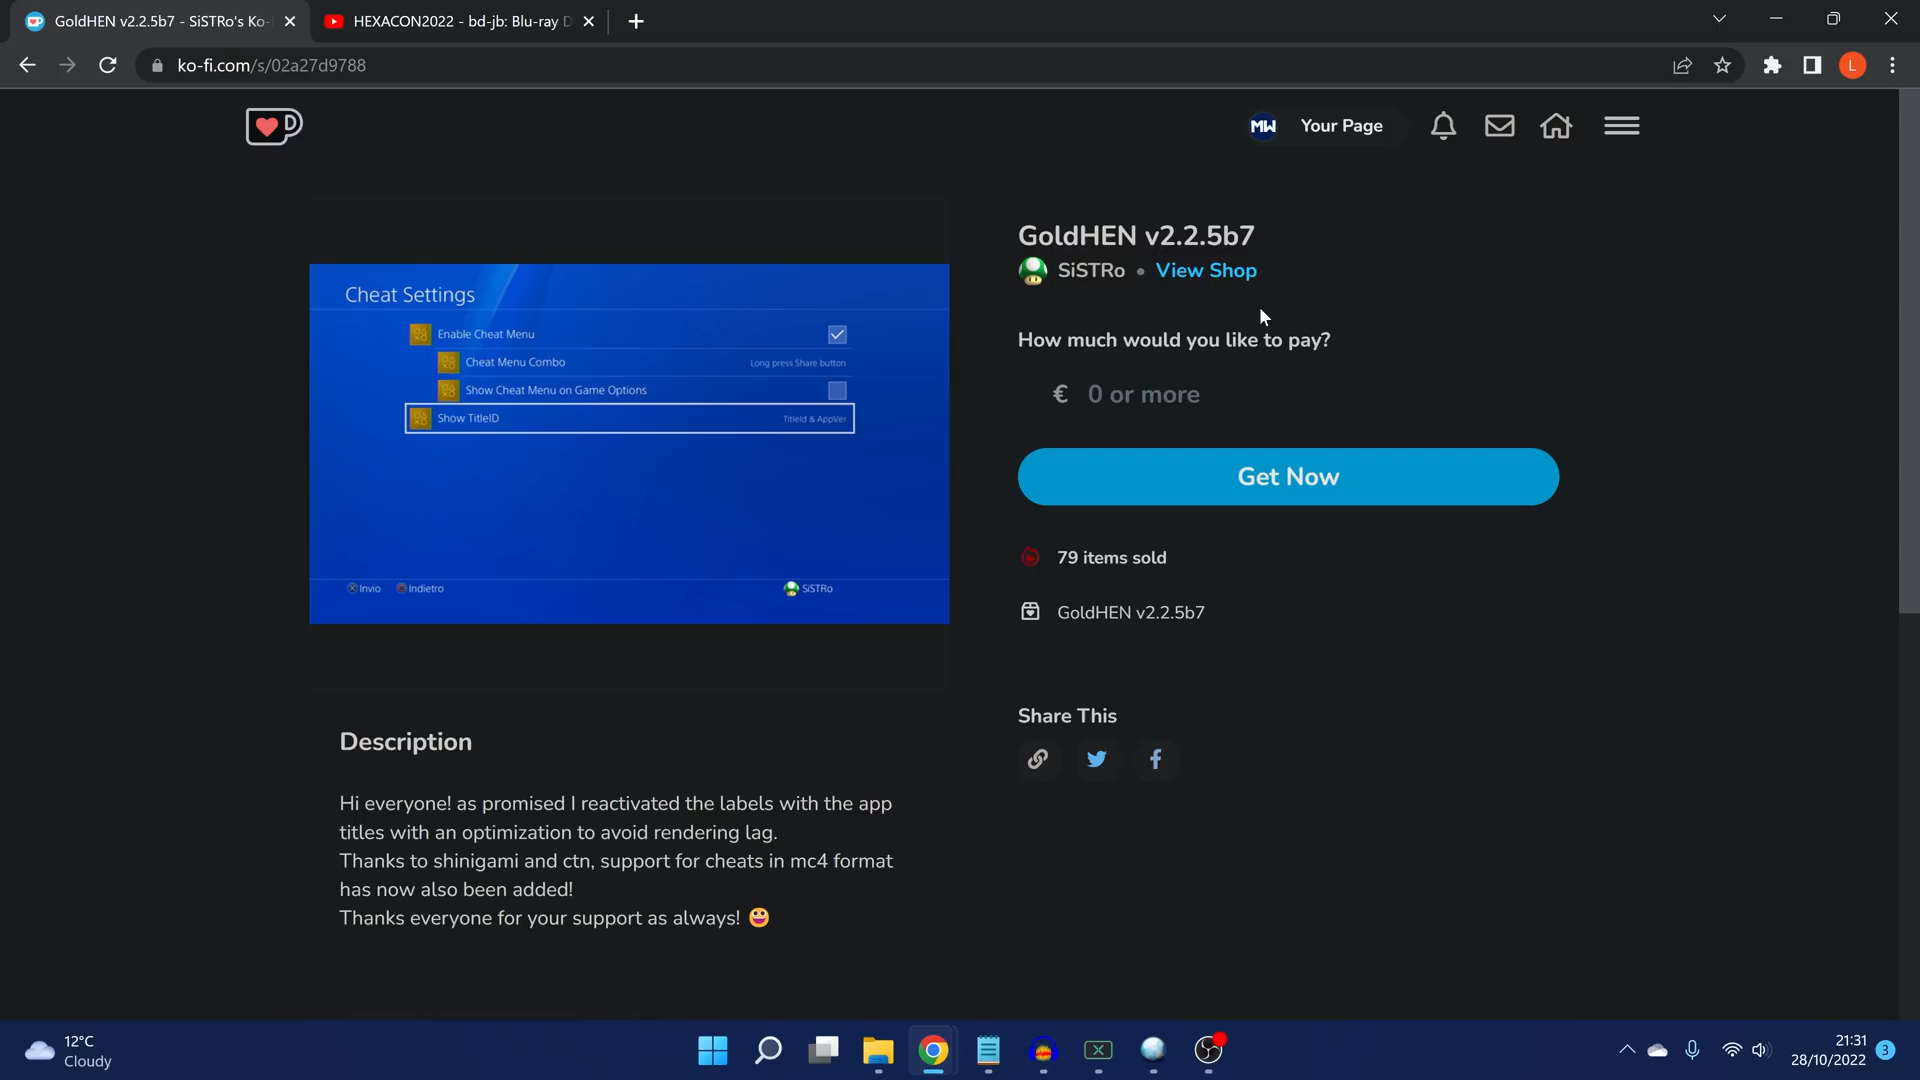 GoldHEN v2.2.5b7 - SiSTRo's Ko-
HEXACON2022 - bd-jb: Blu-ray D
ko-fi.com/s/02a27d9788
L
MW
Your Page
GoldHEN v2.2.5b7
SiSTRo • View Shop
How much would you like to pay?
€ 0 or more
Get Now
79 items sold
GoldHEN v2.2.5b7
Share This
Cheat Settings
Enable Cheat Menu
Cheat Menu Combo Long press Share button
Show Cheat Menu on Game Options
Show TitleID TitleId & AppVer
Invio Indietro SiSTRo
Description
Hi everyone! as promised I reactivated the labels with the app
titles with an optimization to avoid rendering lag.
Thanks to shinigami and ctn, support for cheats in mc4 format
has now also been added!
Thanks everyone for your support as always! 😀
12°C
Cloudy
21:31
28/10/2022
3